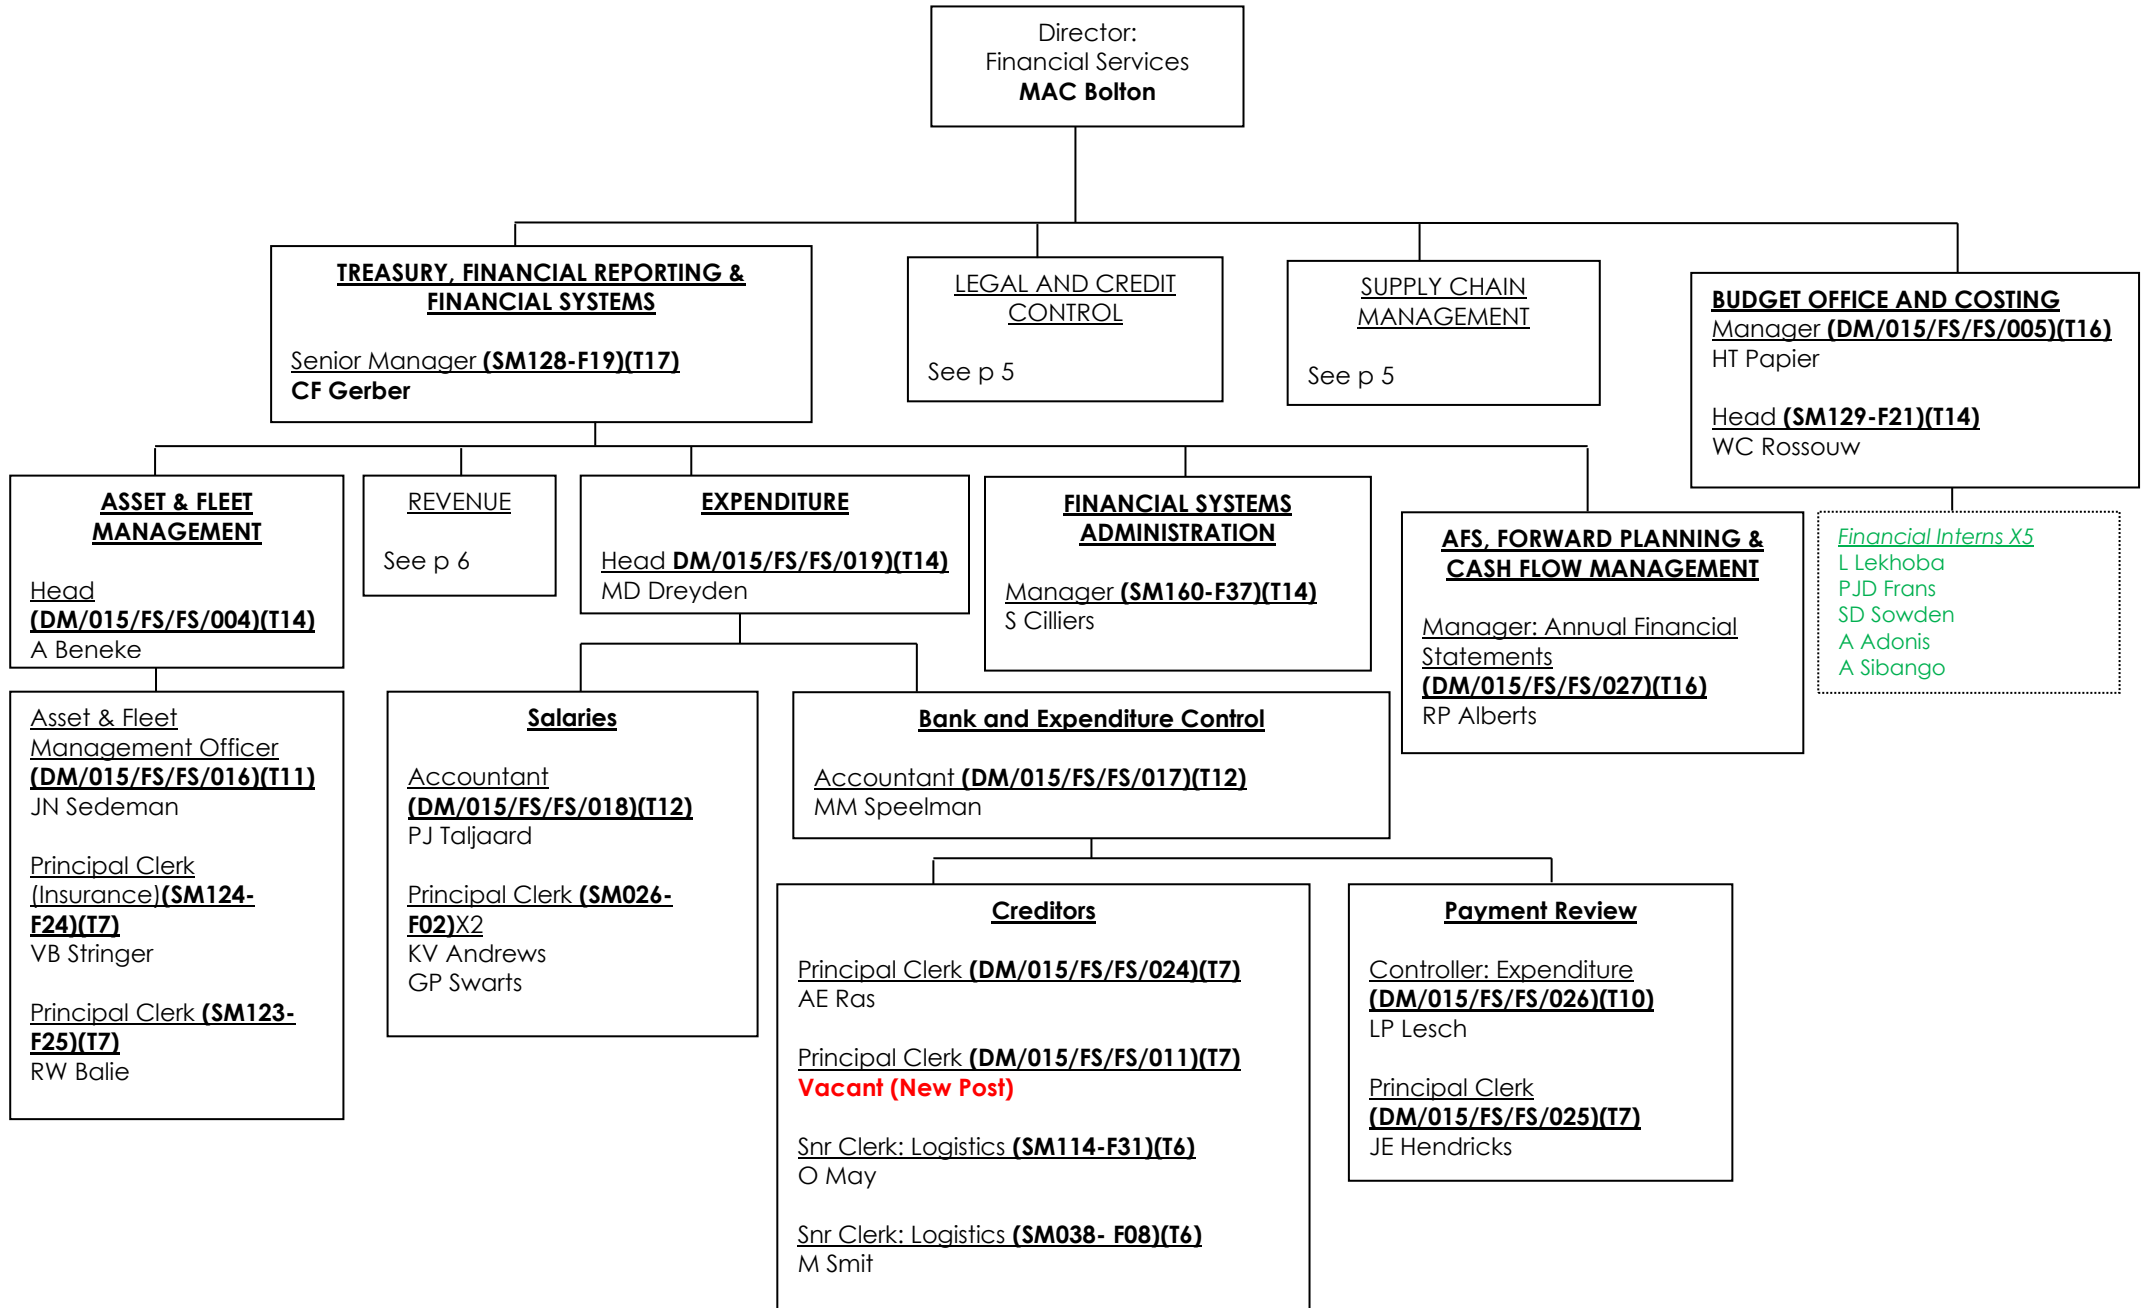 Director:
Financial Services
MAC Bolton
TREASURY, FINANCIAL REPORTING &
FINANCIAL SYSTEMS
Senior Manager (SM128-F19)(T17)
CF Gerber
LEGAL AND CREDIT
CONTROL
See p 5
SUPPLY CHAIN
MANAGEMENT
See p 5
BUDGET OFFICE AND COSTING
Manager (DM/015/FS/FS/005)(T16)
HT Papier
Head (SM129-F21)(T14)
WC Rossouw
ASSET & FLEET
MANAGEMENT
Head
(DM/015/FS/FS/004)(T14)
A Beneke
REVENUE
See p 6
EXPENDITURE
Head DM/015/FS/FS/019)(T14)
MD Dreyden
FINANCIAL SYSTEMS
ADMINISTRATION
Manager (SM160-F37)(T14)
S Cilliers
AFS, FORWARD PLANNING &
CASH FLOW MANAGEMENT
Manager: Annual Financial
Statements
(DM/015/FS/FS/027)(T16)
RP Alberts
Financial Interns X5
L Lekhoba
PJD Frans
SD Sowden
A Adonis
A Sibango
Asset & Fleet
Management Officer
(DM/015/FS/FS/016)(T11)
JN Sedeman
Principal Clerk
(Insurance)(SM124-
F24)(T7)
VB Stringer
Principal Clerk (SM123-
F25)(T7)
RW Balie
Salaries
Accountant
(DM/015/FS/FS/018)(T12)
PJ Taljaard
Principal Clerk (SM026-
F02)X2
KV Andrews
GP Swarts
Bank and Expenditure Control
Accountant (DM/015/FS/FS/017)(T12)
MM Speelman
Creditors
Principal Clerk (DM/015/FS/FS/024)(T7)
AE Ras
Principal Clerk (DM/015/FS/FS/011)(T7)
Vacant (New Post)
Snr Clerk: Logistics (SM114-F31)(T6)
O May
Snr Clerk: Logistics (SM038- F08)(T6)
M Smit
Payment Review
Controller: Expenditure
(DM/015/FS/FS/026)(T10)
LP Lesch
Principal Clerk
(DM/015/FS/FS/025)(T7)
JE Hendricks